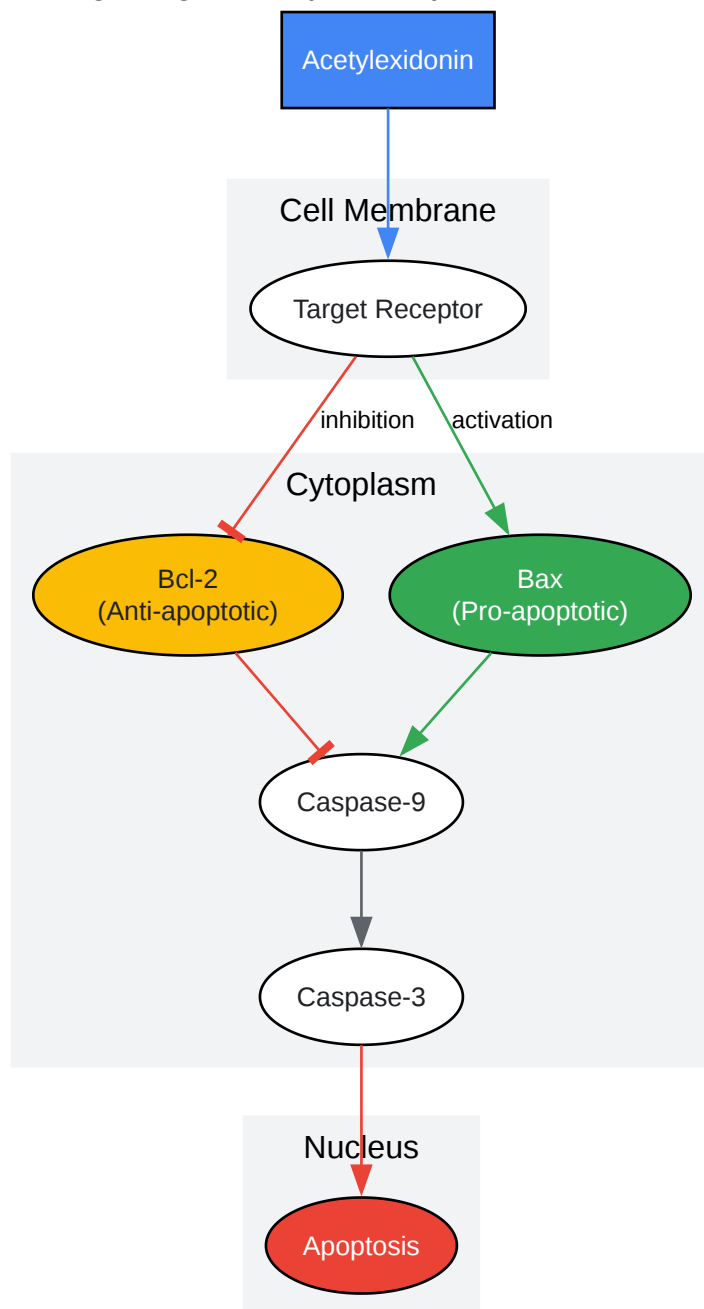 Acetylexidonin
Cell Membrane
Target Receptor
inhibition
activation
Cytoplasm
Bcl-2
(Anti-apoptotic)
Bax
(Pro-apoptotic)
Caspase-9
Caspase-3
Nucleus
Apoptosis